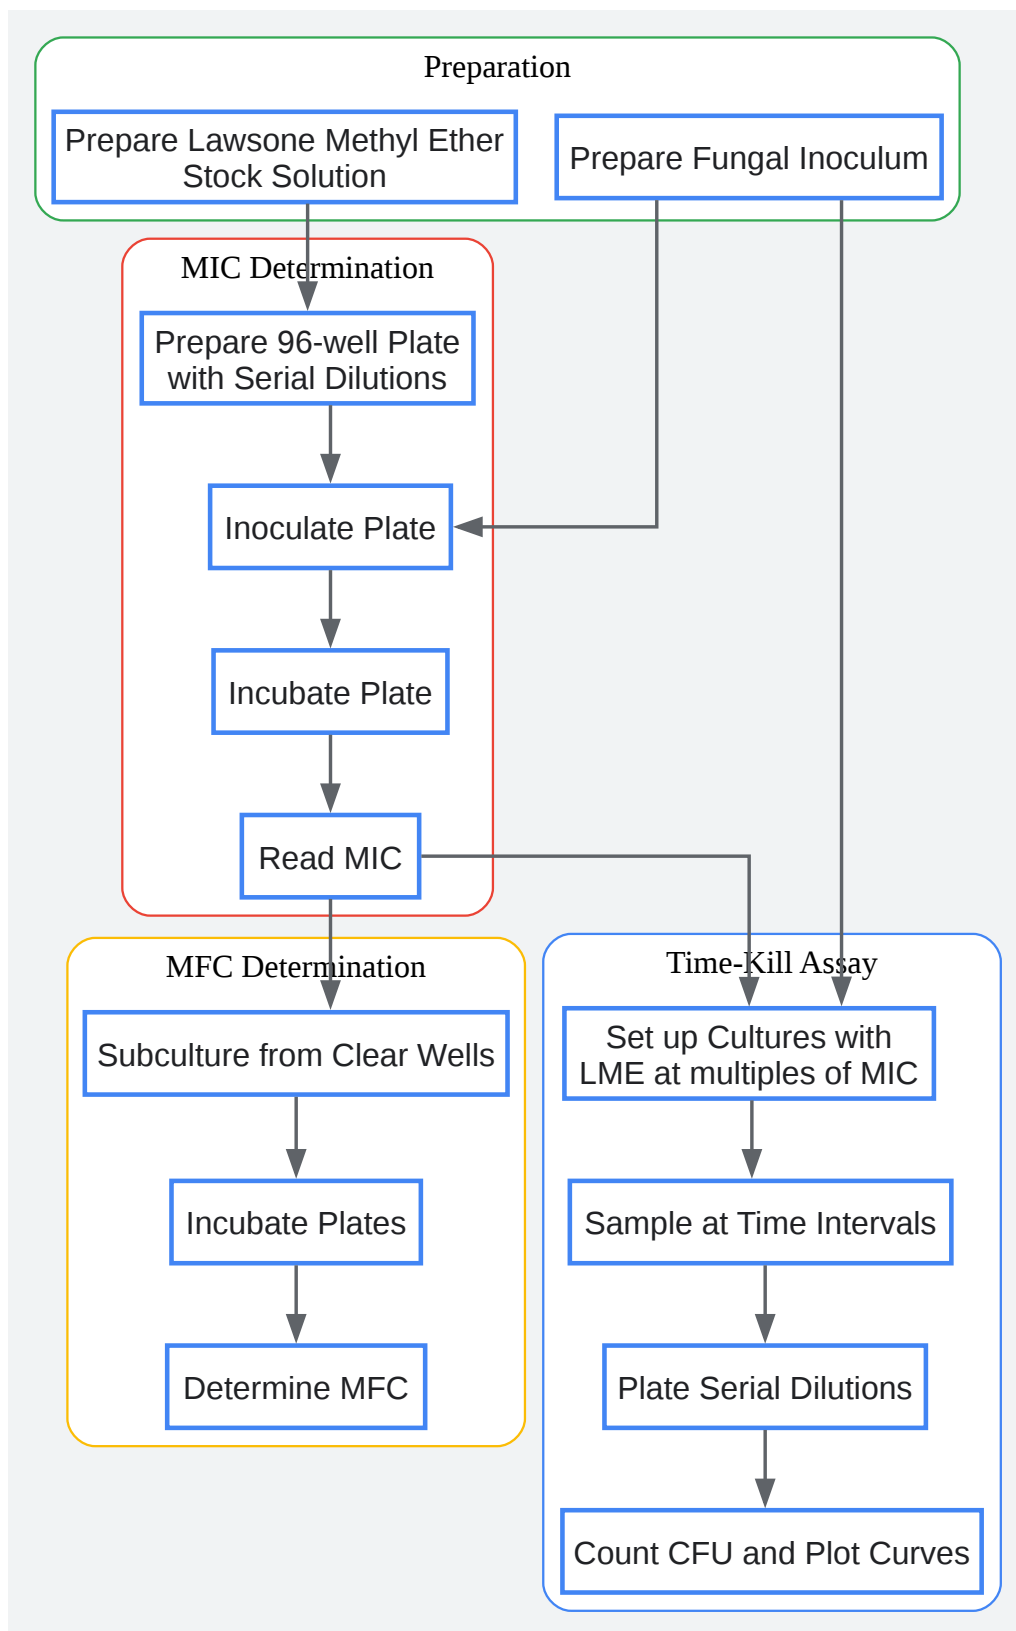 Preparation
Prepare Lawsone Methyl Ether
Stock Solution
Prepare Fungal Inoculum
MIC Determination
Prepare 96-well Plate
with Serial Dilutions
Inoculate Plate
Incubate Plate
Read MIC
MFC Determination
Subculture from Clear Wells
Incubate Plates
Determine MFC
Time-Kill Assay
Set up Cultures with
LME at multiples of MIC
Sample at Time Intervals
Plate Serial Dilutions
Count CFU and Plot Curves